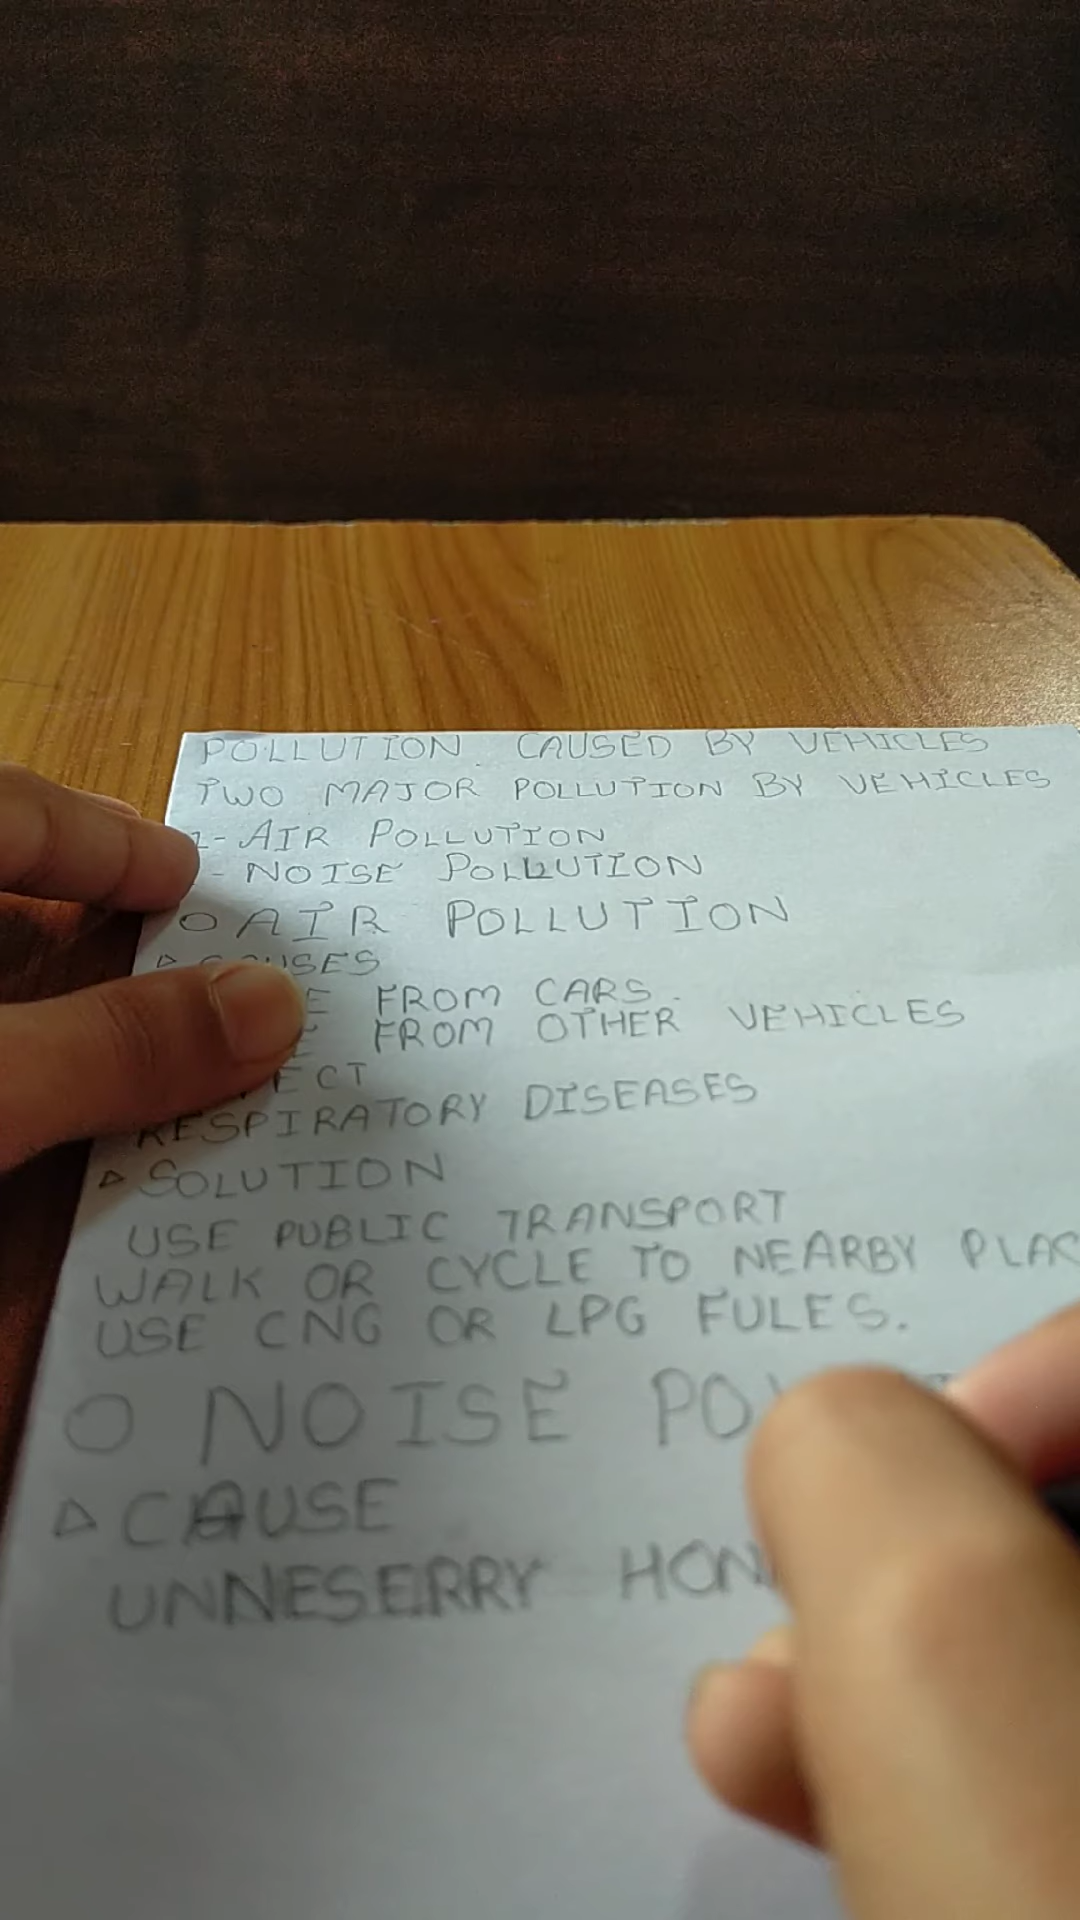 POLLUTION CAUSED BY VEHICLES
TWO MAJOR POLLUTION BY VEHICLES
1- AIR POLLUTION
- NOISE POLLUTION
O AIR POLLUTION
▷ CAUSES
FROM CARS.
FROM OTHER VEHICLES
RESPIRATORY DISEASES
▷ SOLUTION
USE PUBLIC TRANSPORT
WALK OR CYCLE TO NEARBY
USE CNG OR LPG FULES.
O NOISE
▷ CAUSE
UNNESERRY